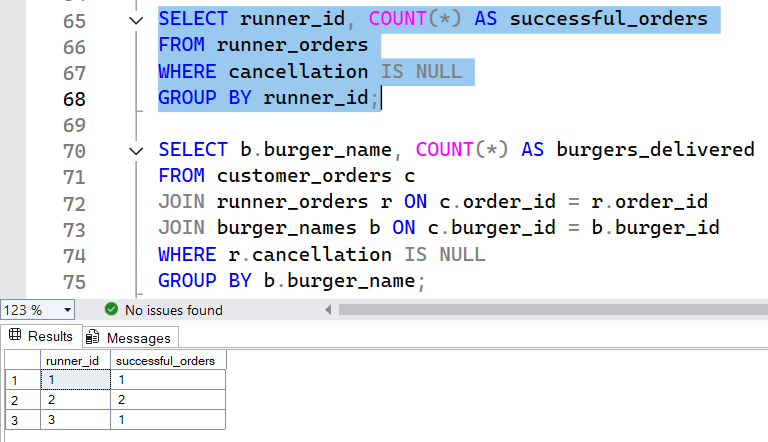 65 SELECT runner_id, COUNT(*) AS successful_orders
66 FROM runner_orders
67 WHERE cancellation IS NULL
68 GROUP BY runner_id;
69
70 SELECT b.burger_name, COUNT(*) AS burgers_delivered
71 FROM customer_orders c
72 JOIN runner_orders r ON c.order_id = r.order_id
73 JOIN burger_names b ON c.burger_id = b.burger_id
74 WHERE r.cancellation IS NULL
75 GROUP BY b.burger_name;
123 % No issues found
Results Messages
runner_id successful_orders
1 1 1
2 2 2
3 3 1